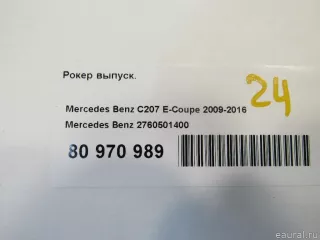 Рокер выпуск.
24
Mercedes Benz C207 E-Coupe 2009-2016
Mercedes Benz 2760501400
80 970 989
eaural.ru